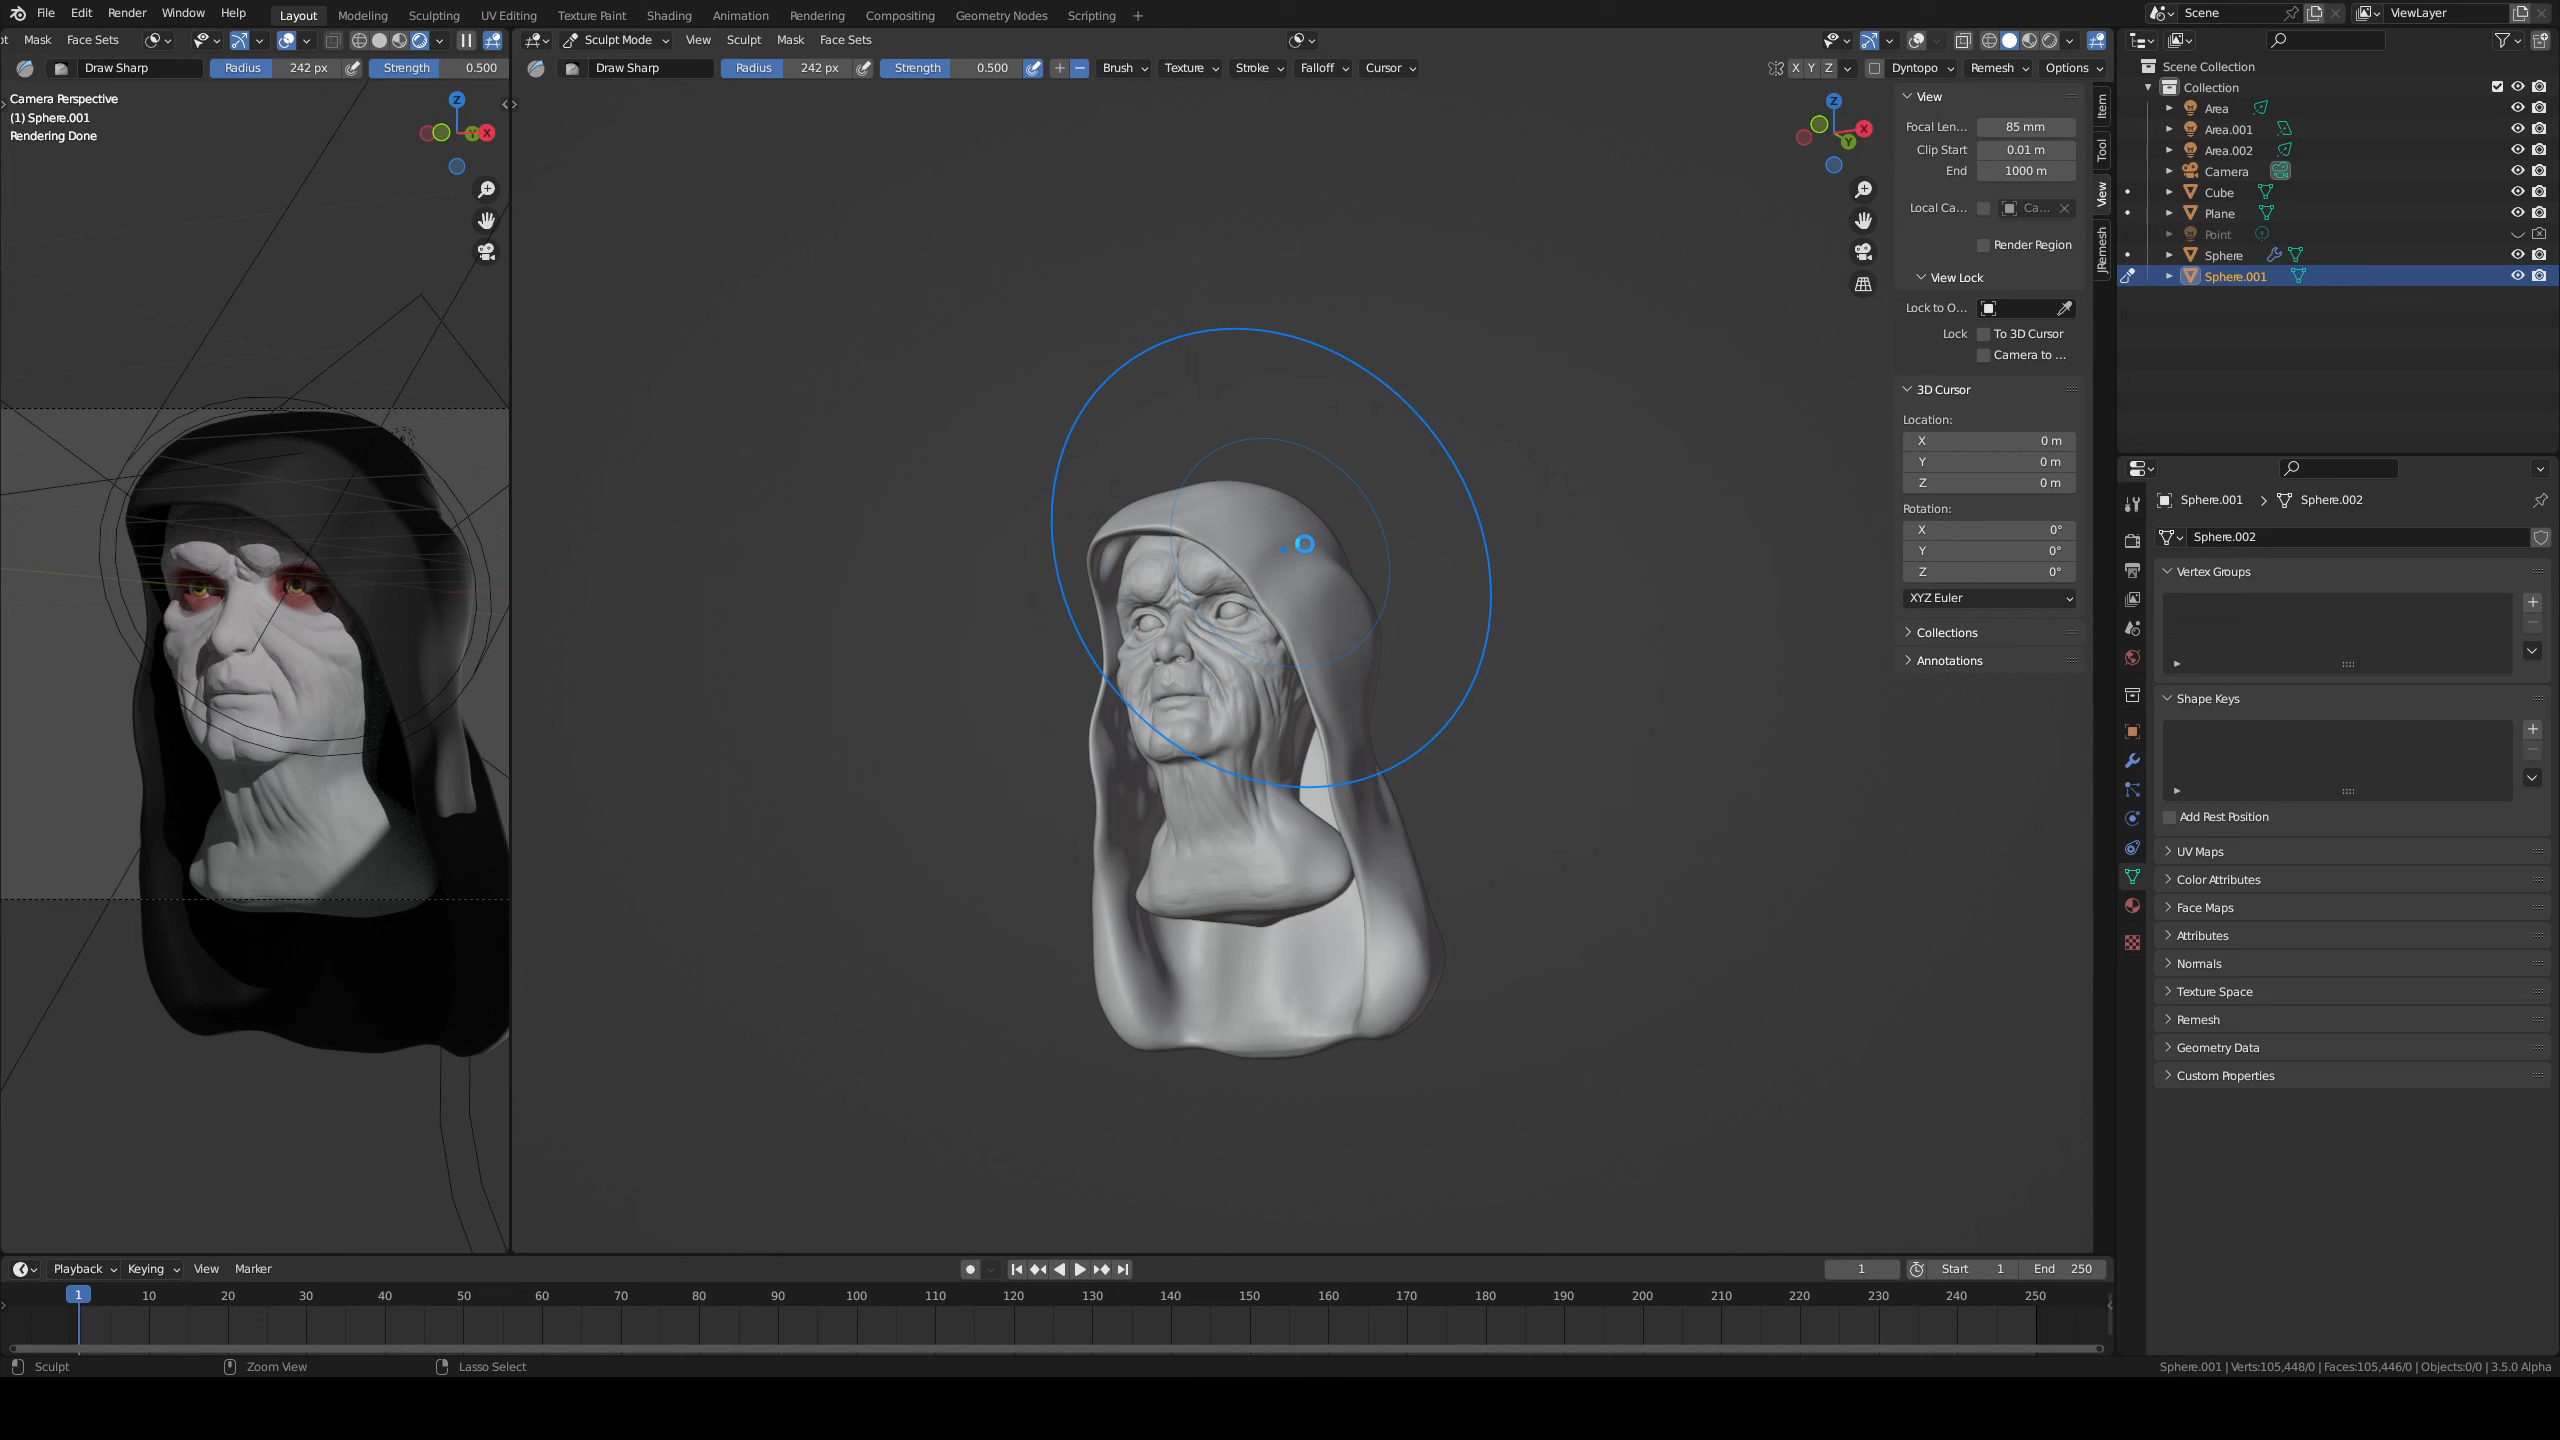 File Edit Render Window Help Layout Modeling Sculpting UV Editing Texture Paint Shading Animation Rendering Compositing Geometry Nodes Scripting + Scene ViewLayer
pt Mask Face Sets
Sculpt Mode View Sculpt Mask Face Sets
Draw Sharp Radius 242 px Strength 0.500
Draw Sharp Radius 242 px Strength 0.500 Brush Texture Stroke Falloff Cursor X Y Z Dyntopo Remesh Options
Camera Perspective
(1) Sphere.001
Rendering Done
Z
Y
X
Z
X
Y
View
Focal Len... 85 mm
Clip Start 0.01 m
End 1000 m
Local Ca... Ca...
Render Region
View Lock
Lock to O...
Lock To 3D Cursor
Camera to ...
3D Cursor
Location:
X 0 m
Y 0 m
Z 0 m
Rotation:
X 0°
Y 0°
Z 0°
XYZ Euler
Collections
Annotations
Item
Tool
View
JRemesh
Scene Collection
Collection
Area
Area.001
Area.002
Camera
Cube
Plane
Point
Sphere
Sphere.001
Sphere.001 > Sphere.002
Sphere.002
Vertex Groups
Shape Keys
Add Rest Position
UV Maps
Color Attributes
Face Maps
Attributes
Normals
Texture Space
Remesh
Geometry Data
Custom Properties
Playback Keying View Marker 1 Start 1 End 250
1 10 20 30 40 50 60 70 80 90 100 110 120 130 140 150 160 170 180 190 200 210 220 230 240 250
Sculpt Zoom View Lasso Select Sphere.001 | Verts:105,448/0 | Faces:105,446/0 | Objects:0/0 | 3.5.0 Alpha